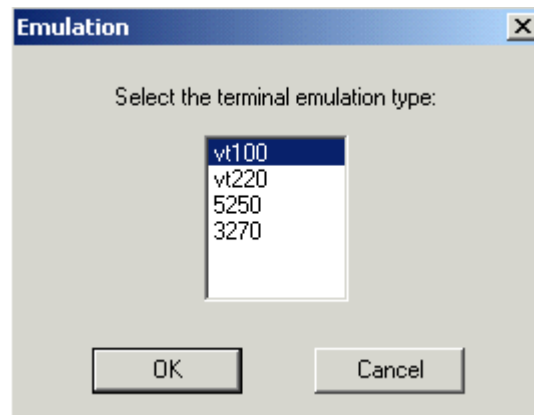 Emulation
Select the terminal emulation type:
vt100
vt220
5250
3270
OK Cancel